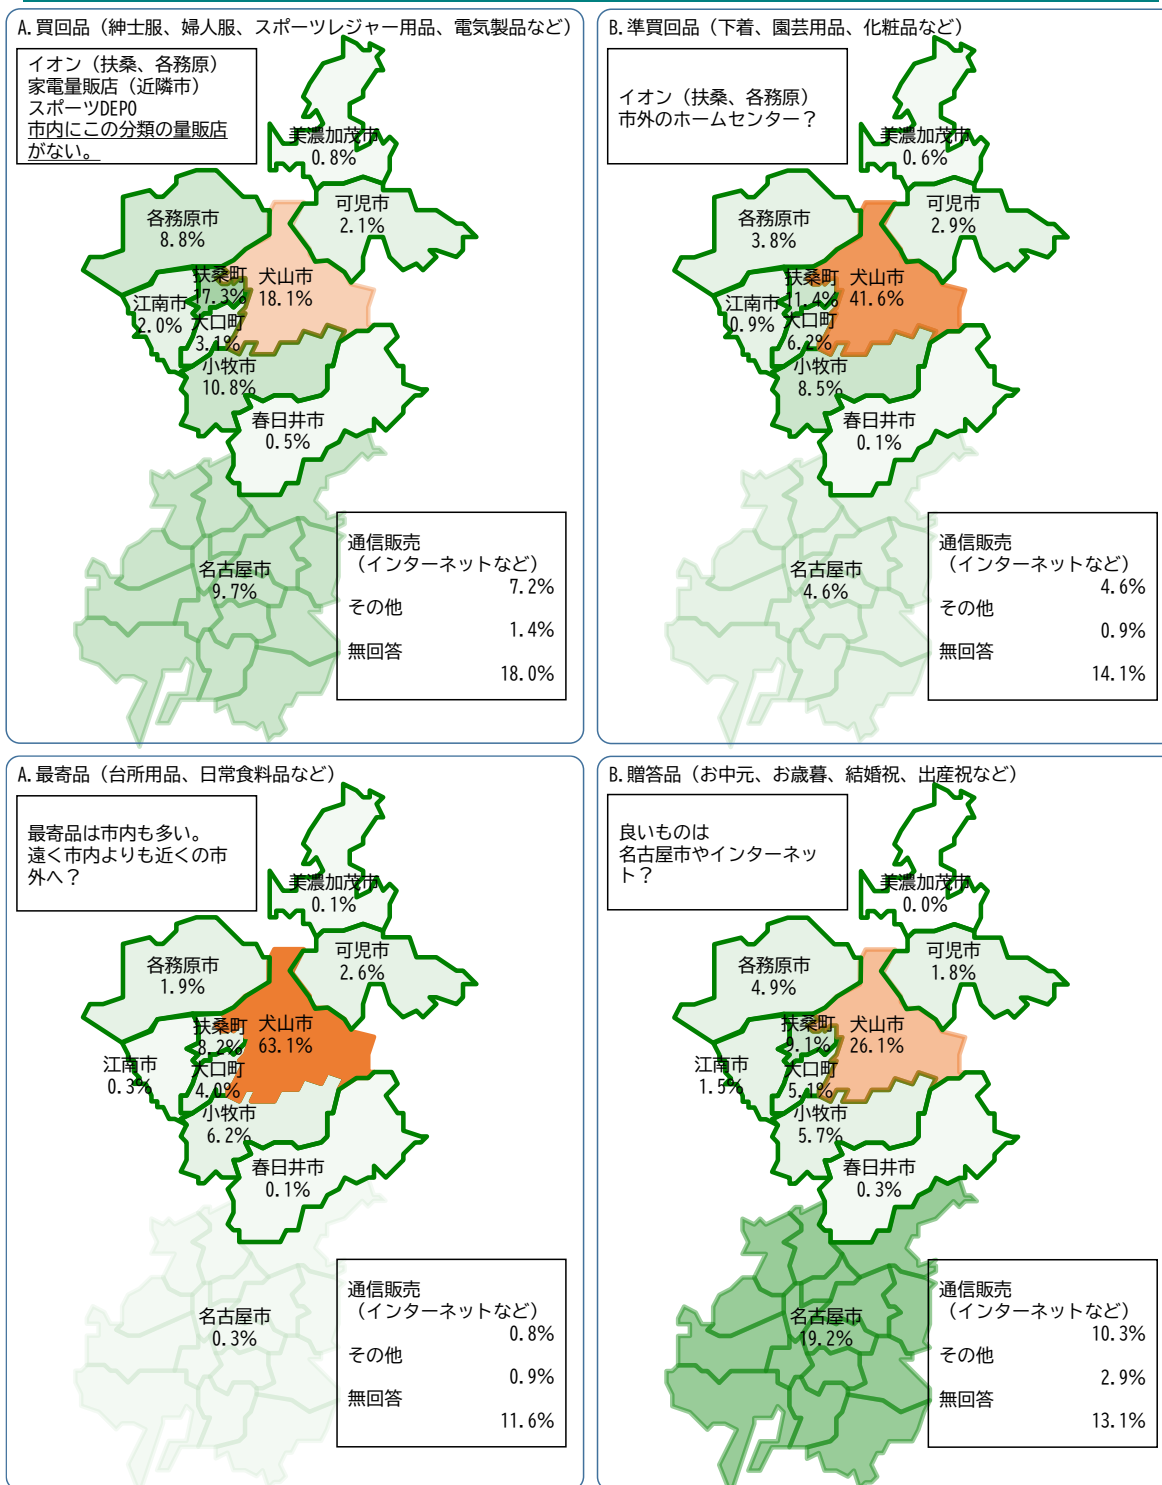 A.買回品（紳士服、婦人服、スポーツレジャー用品、電気製品など）
イオン（扶桑、各務原）
家電量販店（近隣市）
スポーツDEPO
市内にこの分類の量販店
がない。
美濃加茂市
0.8%
各務原市
8.8%
可児市
2.1%
扶桑町
17.3%
犬山市
18.1%
江南市
2.0%
大口町
3.1%
小牧市
10.8%
春日井市
0.5%
名古屋市
9.7%
通信販売
（インターネットなど）
7.2%
その他
1.4%
無回答
18.0%
B.準買回品（下着、園芸用品、化粧品など）
イオン（扶桑、各務原）
市外のホームセンター？
美濃加茂市
0.6%
各務原市
3.8%
可児市
2.9%
扶桑町
11.4%
犬山市
41.6%
江南市
0.9%
大口町
6.2%
小牧市
8.5%
春日井市
0.1%
名古屋市
4.6%
通信販売
（インターネットなど）
4.6%
その他
0.9%
無回答
14.1%
A.最寄品（台所用品、日常食料品など）
最寄品は市内も多い。
遠く市内よりも近くの市
外へ？
美濃加茂市
0.1%
各務原市
1.9%
可児市
2.6%
扶桑町
8.2%
犬山市
63.1%
江南市
0.3%
大口町
4.0%
小牧市
6.2%
春日井市
0.1%
名古屋市
0.3%
通信販売
（インターネットなど）
0.8%
その他
0.9%
無回答
11.6%
B.贈答品（お中元、お歳暮、結婚祝、出産祝など）
良いものは
名古屋市やインターネッ
ト？
美濃加茂市
0.0%
各務原市
4.9%
可児市
1.8%
扶桑町
9.1%
犬山市
26.1%
江南市
1.5%
大口町
5.1%
小牧市
5.7%
春日井市
0.3%
名古屋市
19.2%
通信販売
（インターネットなど）
10.3%
その他
2.9%
無回答
13.1%